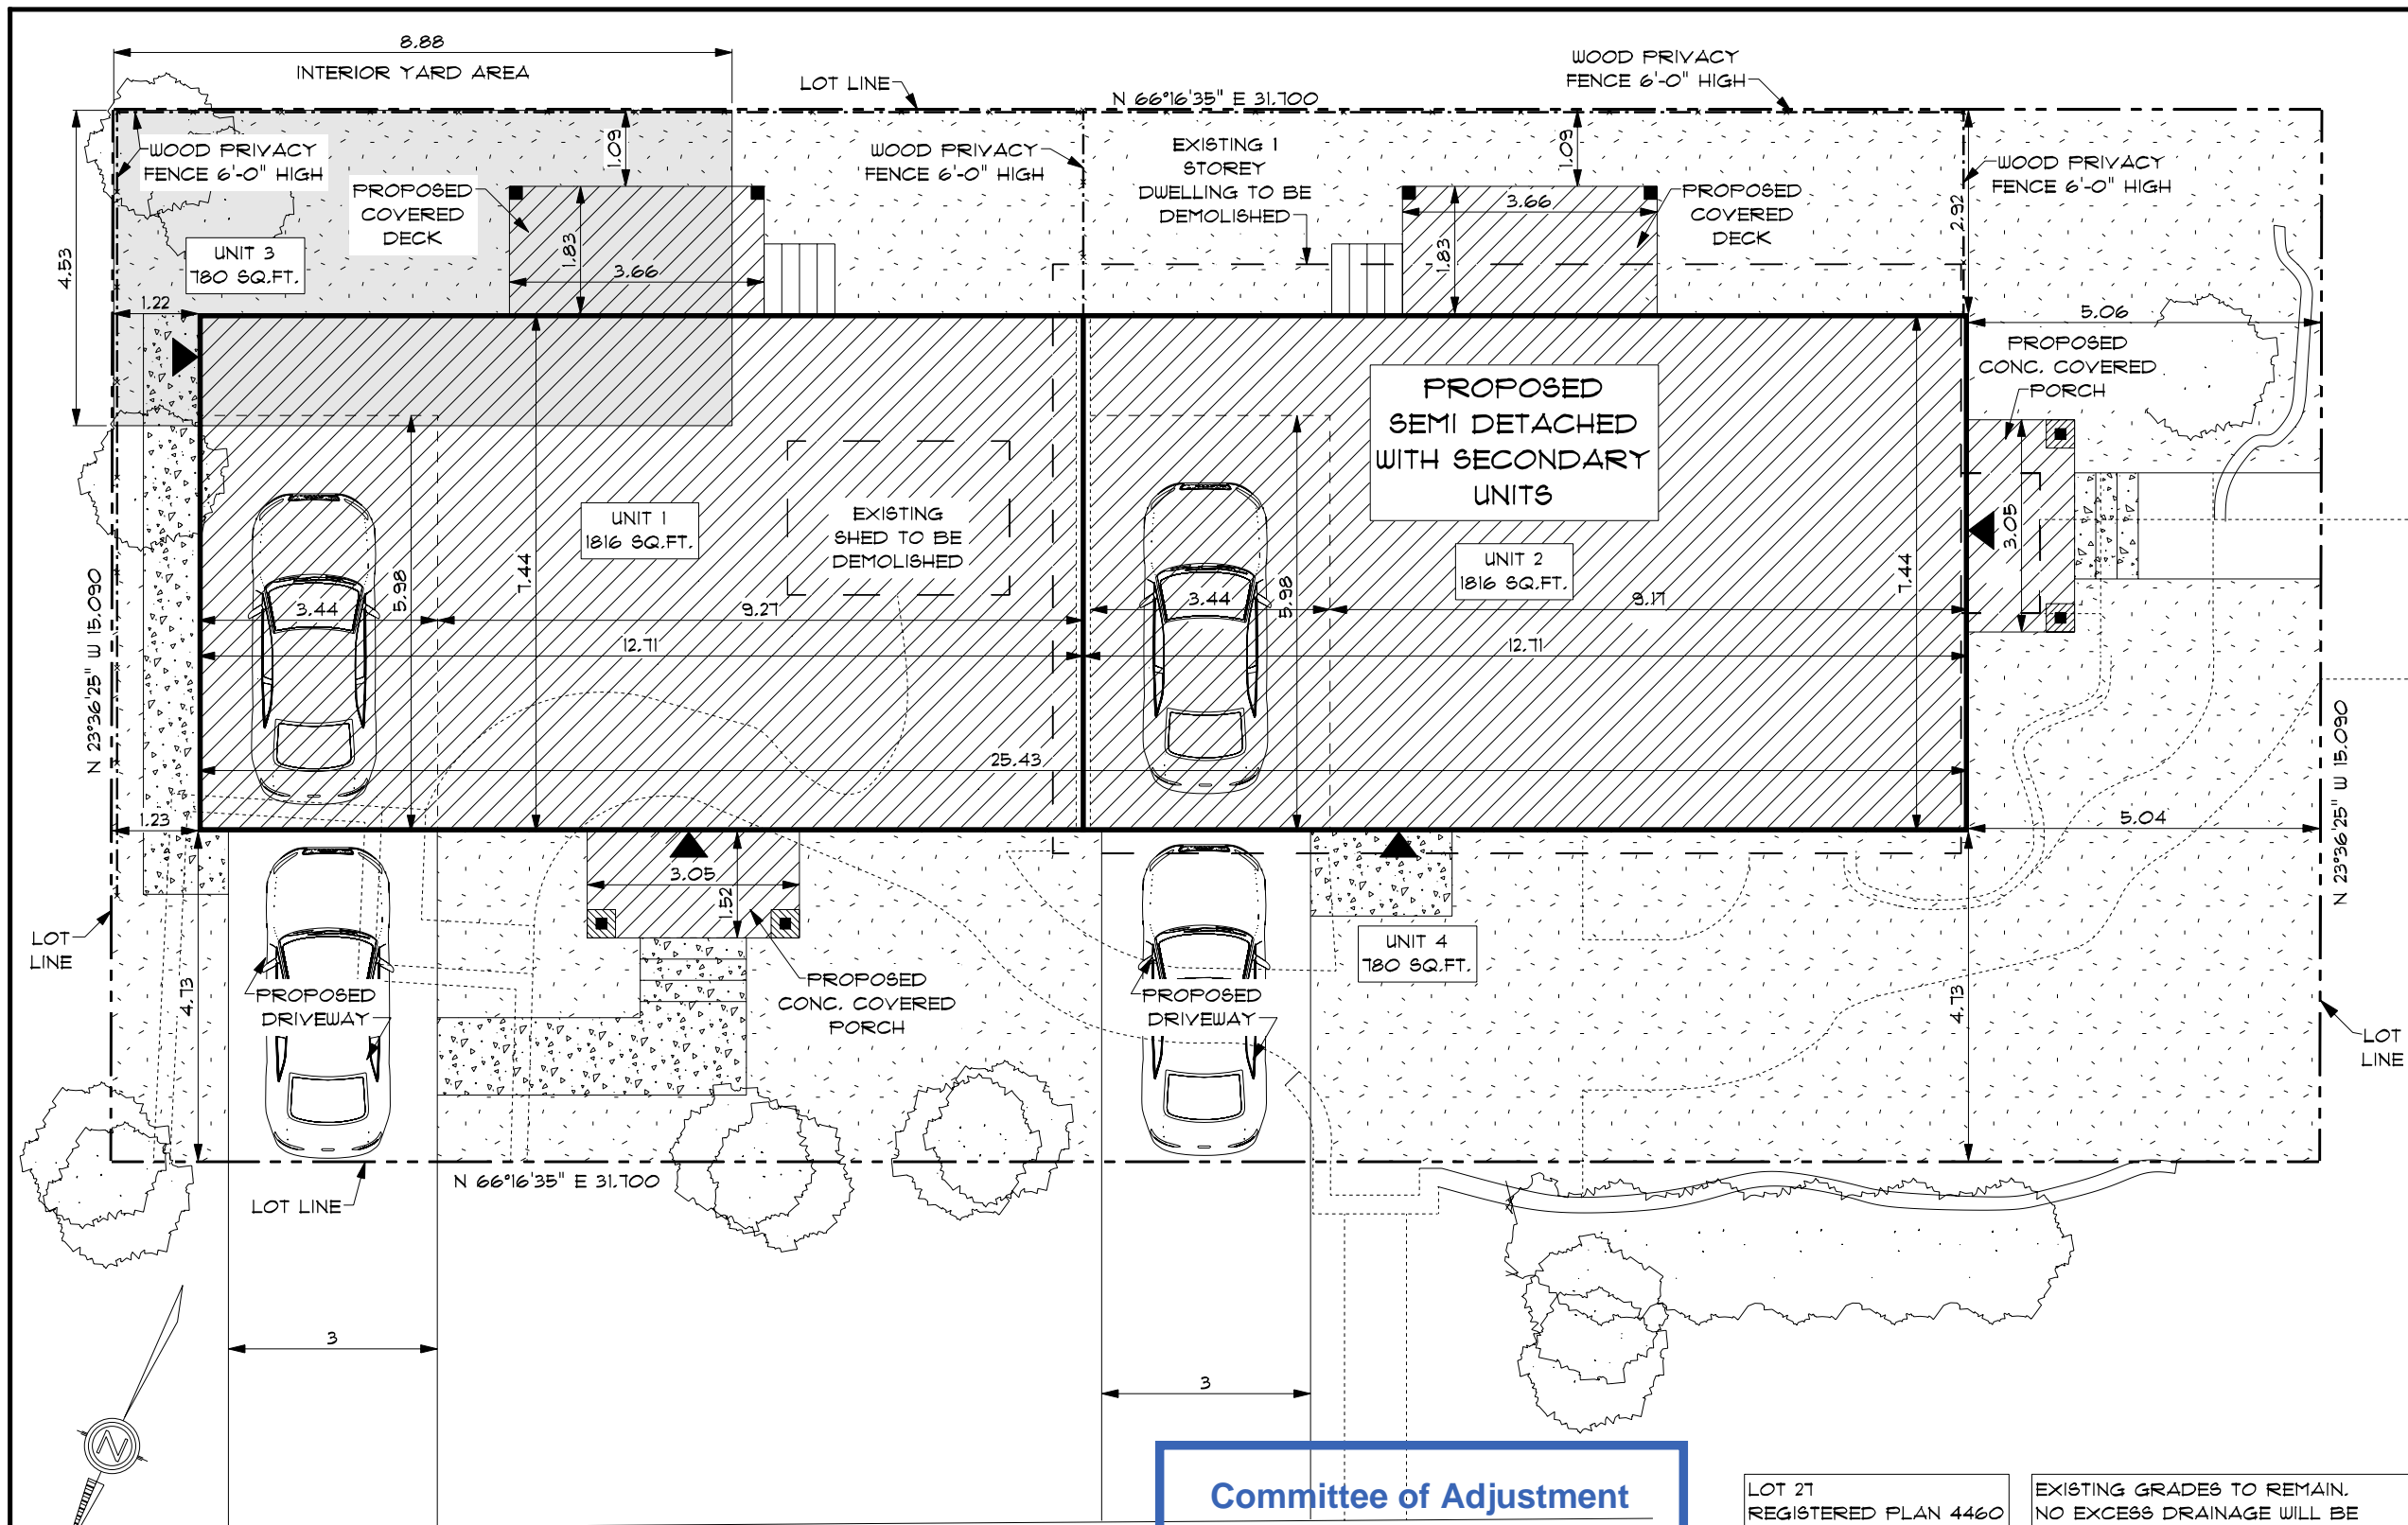 8.88
INTERIOR YARD AREA
LOT LINE
N 66°16'35" E 31.700
WOOD PRIVACY
FENCE 6'-0" HIGH
WOOD PRIVACY
FENCE 6'-0" HIGH
1.09
WOOD PRIVACY
FENCE 6'-0" HIGH
EXISTING 1
STOREY
DWELLING TO BE
DEMOLISHED
1.09
WOOD PRIVACY
FENCE 6'-0" HIGH
PROPOSED
COVERED
DECK
3.66
PROPOSED
COVERED
DECK
2.92
4.53
UNIT 3
780 SQ.FT.
1.83
3.66
1.83
1.22
5.06
PROPOSED
CONC. COVERED
PORCH
PROPOSED
SEMI DETACHED
WITH SECONDARY
UNITS
UNIT 1
1816 SQ.FT.
EXISTING
SHED TO BE
DEMOLISHED
UNIT 2
1816 SQ.FT.
3.05
N 23°36'25" W 15.090
3.44
5.98
7.44
9.27
3.44
5.98
9.17
7.44
12.71
12.71
25.43
N 23°36'25" W 15.090
1.23
5.04
3.05
1.52
LOT
LINE
4.73
PROPOSED
DRIVEWAY
PROPOSED
CONC. COVERED
PORCH
PROPOSED
DRIVEWAY
UNIT 4
780 SQ.FT.
4.73
LOT
LINE
N 66°16'35" E 31.700
LOT LINE
3
3
N
Committee of Adjustment
LOT 27
REGISTERED PLAN 4460
EXISTING GRADES TO REMAIN.
NO EXCESS DRAINAGE WILL BE